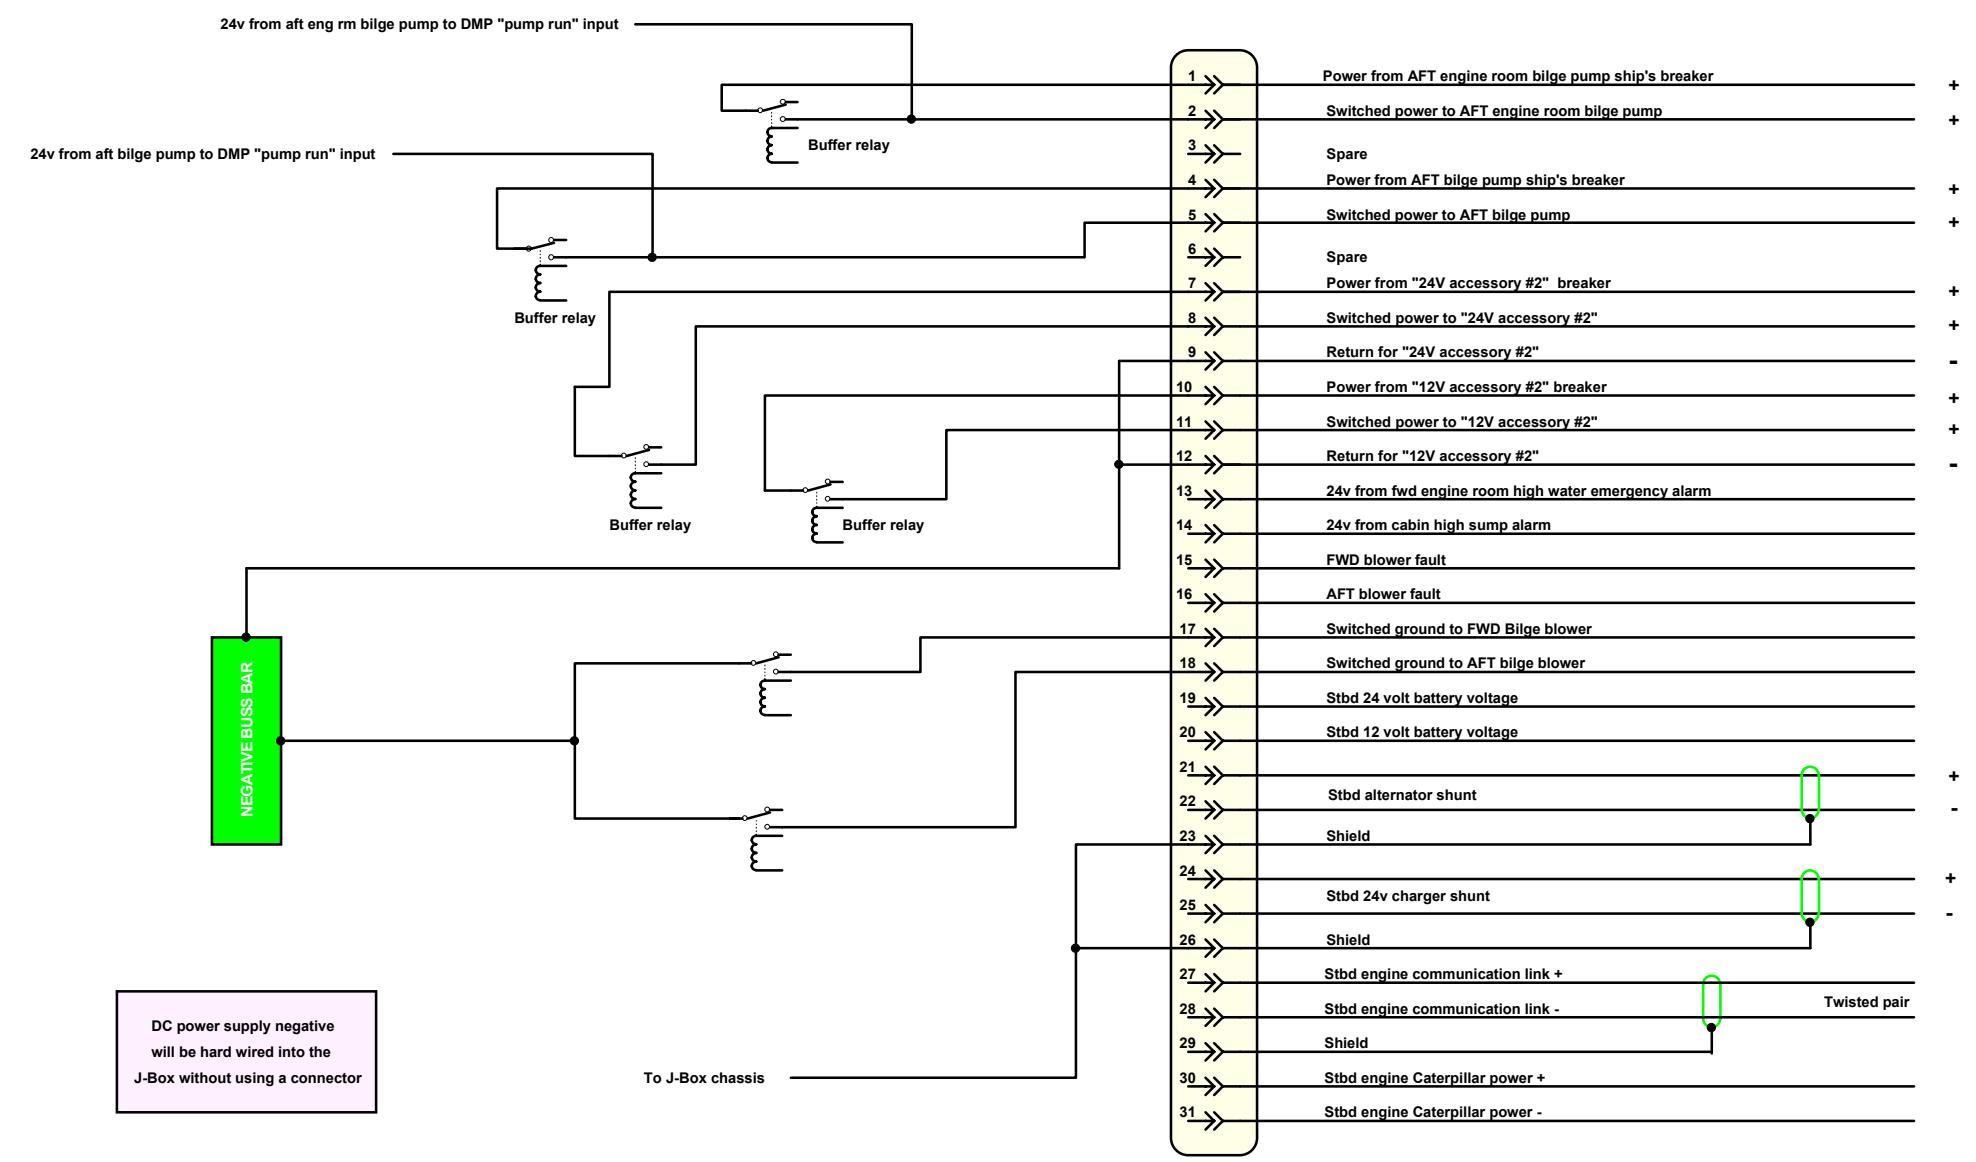 24v from aft eng rm bilge pump to DMP "pump run" input
24v from aft bilge pump to DMP "pump run" input
Buffer relay
Buffer relay
Buffer relay
Buffer relay
NEGATIVE BUSS BAR
DC power supply negative
will be hard wired into the
J-Box without using a connector
To J-Box chassis
1 Power from AFT engine room bilge pump ship's breaker +
2 Switched power to AFT engine room bilge pump +
3 Spare
4 Power from AFT bilge pump ship's breaker +
5 Switched power to AFT bilge pump +
6 Spare
7 Power from "24V accessory #2" breaker +
8 Switched power to "24V accessory #2" +
9 Return for "24V accessory #2" -
10 Power from "12V accessory #2" breaker +
11 Switched power to "12V accessory #2" +
12 Return for "12V accessory #2" -
13 24v from fwd engine room high water emergency alarm
14 24v from cabin high sump alarm
15 FWD blower fault
16 AFT blower fault
17 Switched ground to FWD Bilge blower
18 Switched ground to AFT bilge blower
19 Stbd 24 volt battery voltage
20 Stbd 12 volt battery voltage
21 +
Stbd alternator shunt
22 -
23 Shield
24 +
Stbd 24v charger shunt
25 -
26 Shield
27 Stbd engine communication link +
Twisted pair
28 Stbd engine communication link -
29 Shield
30 Stbd engine Caterpillar power +
31 Stbd engine Caterpillar power -